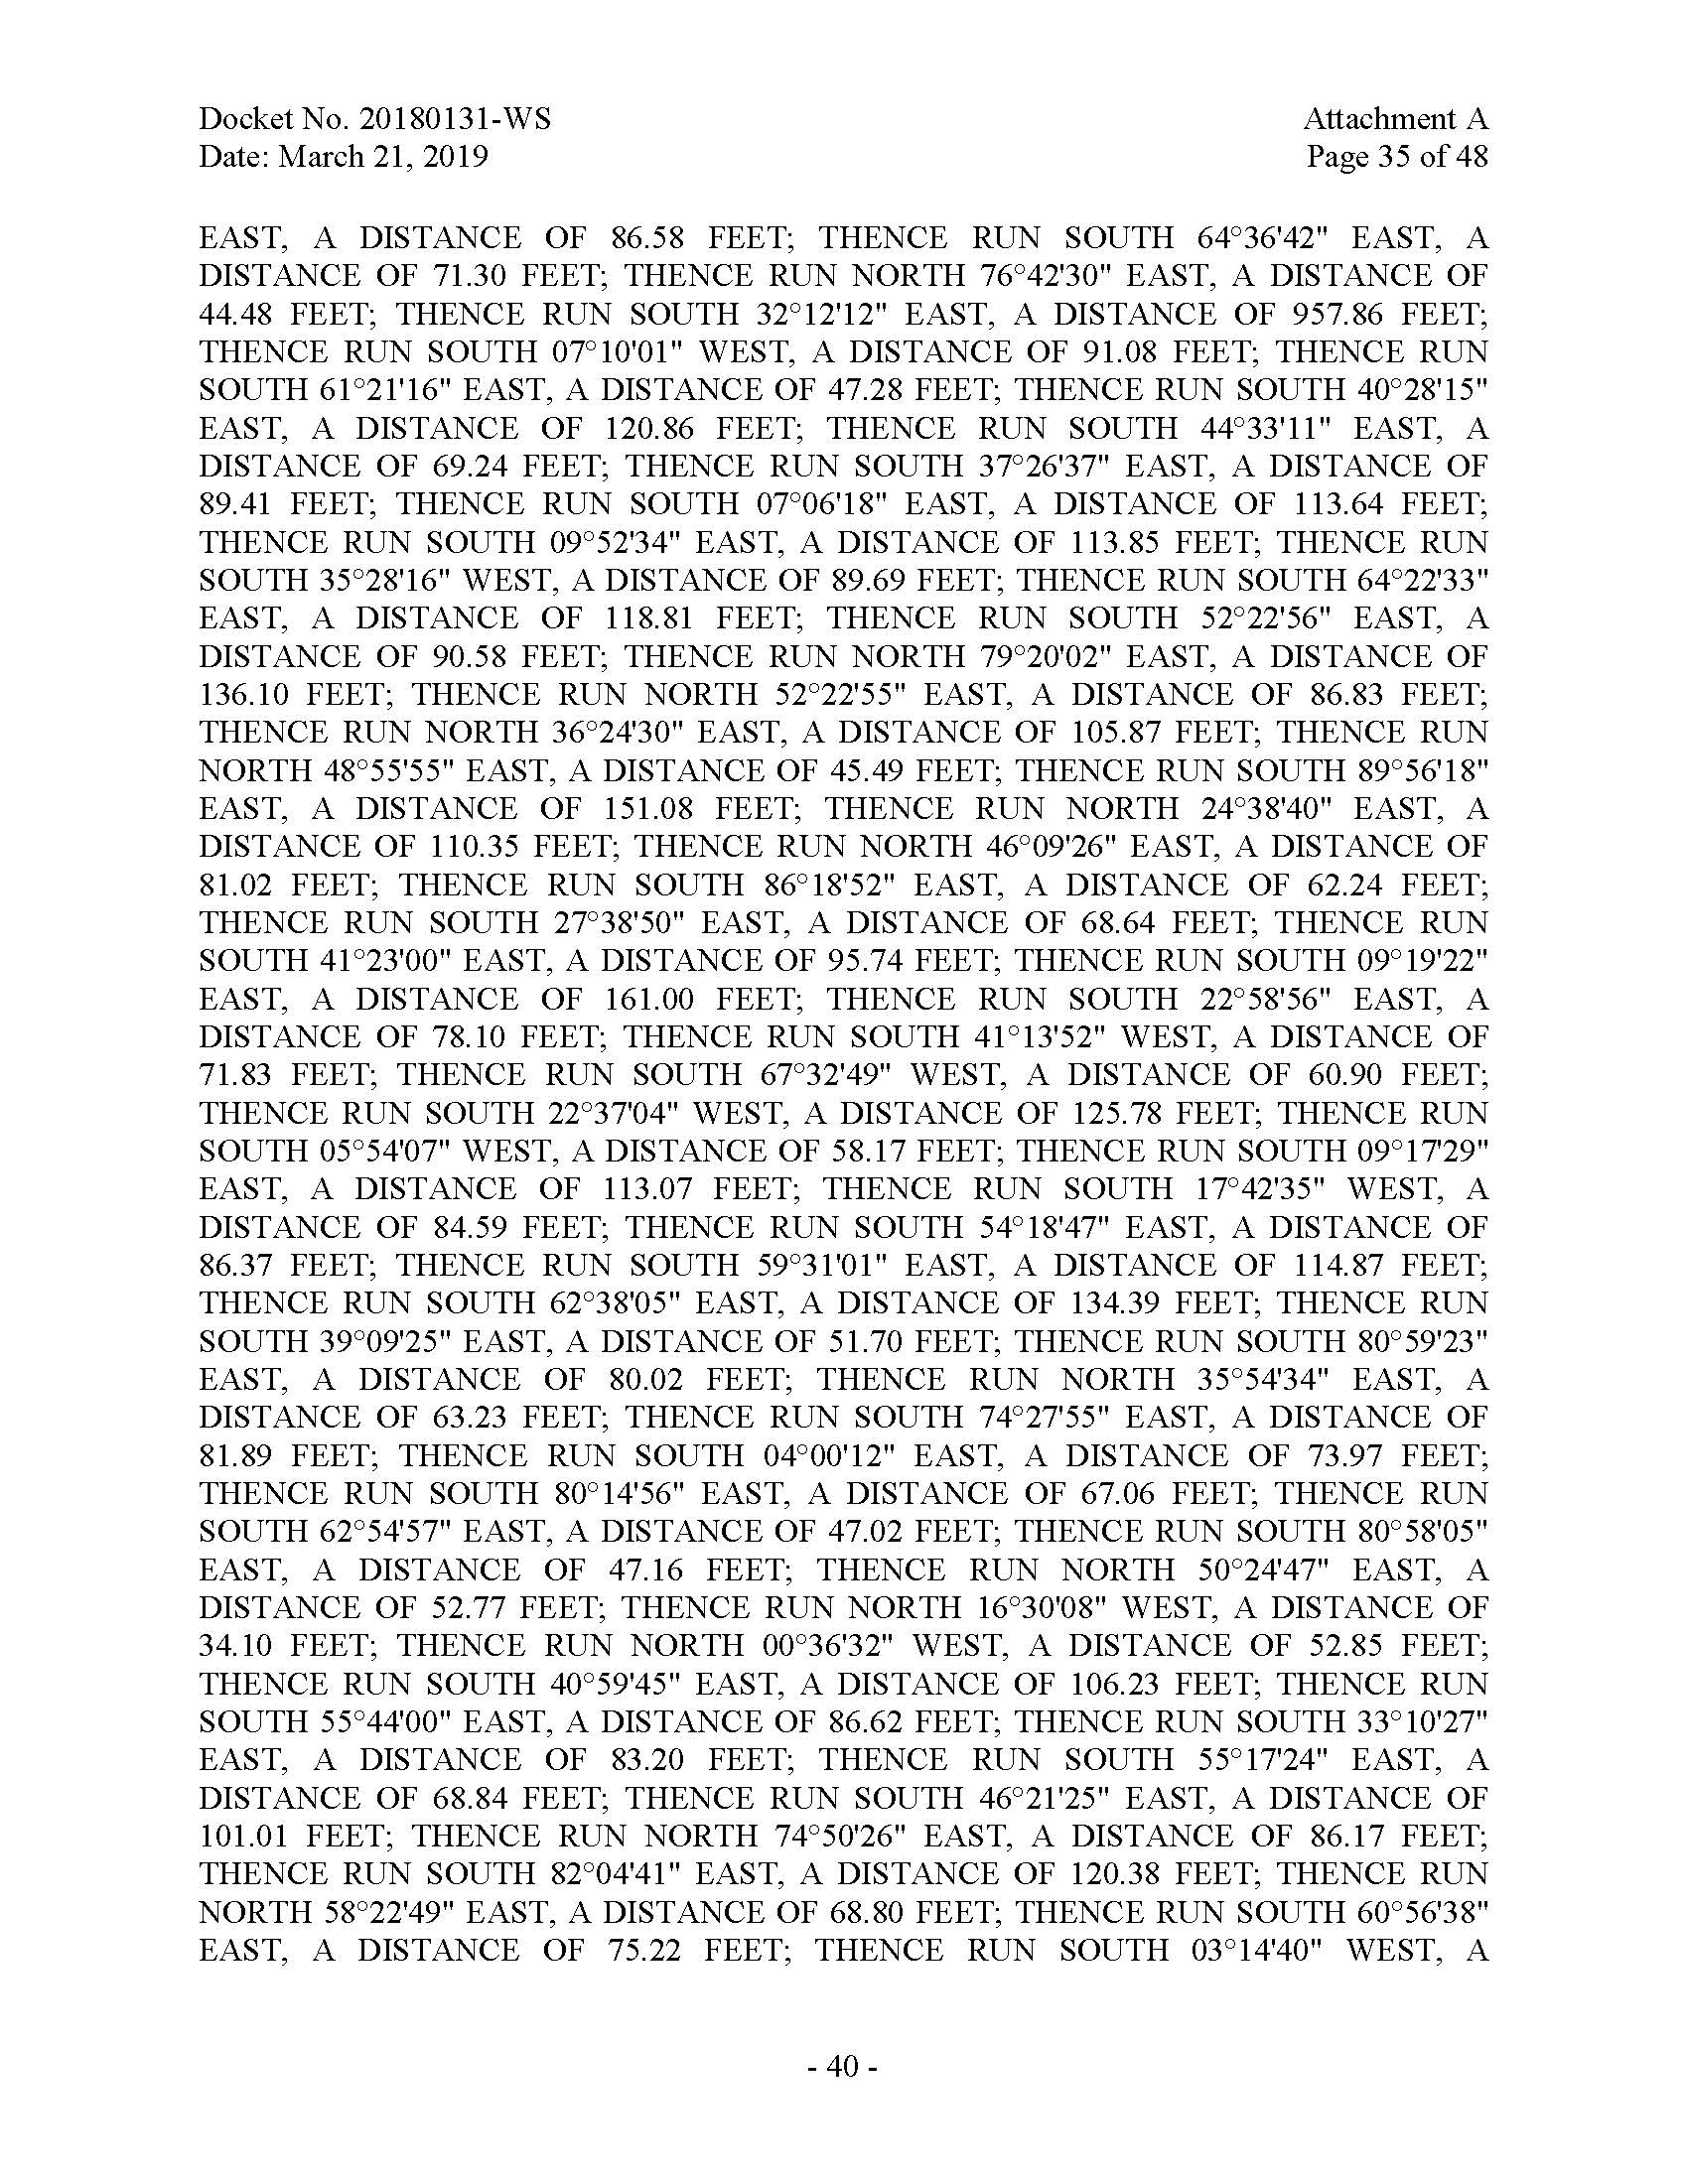 Docket No. 20180131-WS Attachment A
Date: March 21, 2019 Page 35 of 48
EAST, A DISTANCE OF 86.58 FEET; THENCE RUN SOUTH 64°36'42" EAST, A
DISTANCE OF 71.30 FEET; THENCE RUN NORTH 76°42'30" EAST, A DISTANCE OF
44.48 FEET; THENCE RUN SOUTH 32°12'12" EAST, A DISTANCE OF 957.86 FEET;
THENCE RUN SOUTH 07°10'01" WEST, A DISTANCE OF 91.08 FEET; THENCE RUN
SOUTH 61°21'16" EAST, A DISTANCE OF 47.28 FEET; THENCE RUN SOUTH 40°28'15"
EAST, A DISTANCE OF 120.86 FEET; THENCE RUN SOUTH 44°33'11" EAST, A
DISTANCE OF 69.24 FEET; THENCE RUN SOUTH 37°26'37" EAST, A DISTANCE OF
89.41 FEET; THENCE RUN SOUTH 07°06'18" EAST, A DISTANCE OF 113.64 FEET;
THENCE RUN SOUTH 09°52'34" EAST, A DISTANCE OF 113.85 FEET; THENCE RUN
SOUTH 35°28'16" WEST, A DISTANCE OF 89.69 FEET; THENCE RUN SOUTH 64°22'33"
EAST, A DISTANCE OF 118.81 FEET; THENCE RUN SOUTH 52°22'56" EAST, A
DISTANCE OF 90.58 FEET; THENCE RUN NORTH 79°20'02" EAST, A DISTANCE OF
136.10 FEET; THENCE RUN NORTH 52°22'55" EAST, A DISTANCE OF 86.83 FEET;
THENCE RUN NORTH 36°24'30" EAST, A DISTANCE OF 105.87 FEET; THENCE RUN
NORTH 48°55'55" EAST, A DISTANCE OF 45.49 FEET; THENCE RUN SOUTH 89°56'18"
EAST, A DISTANCE OF 151.08 FEET; THENCE RUN NORTH 24°38'40" EAST, A
DISTANCE OF 110.35 FEET; THENCE RUN NORTH 46°09'26" EAST, A DISTANCE OF
81.02 FEET; THENCE RUN SOUTH 86°18'52" EAST, A DISTANCE OF 62.24 FEET;
THENCE RUN SOUTH 27°38'50" EAST, A DISTANCE OF 68.64 FEET; THENCE RUN
SOUTH 41°23'00" EAST, A DISTANCE OF 95.74 FEET; THENCE RUN SOUTH 09°19'22"
EAST, A DISTANCE OF 161.00 FEET; THENCE RUN SOUTH 22°58'56" EAST, A
DISTANCE OF 78.10 FEET; THENCE RUN SOUTH 41°13'52" WEST, A DISTANCE OF
71.83 FEET; THENCE RUN SOUTH 67°32'49" WEST, A DISTANCE OF 60.90 FEET;
THENCE RUN SOUTH 22°37'04" WEST, A DISTANCE OF 125.78 FEET; THENCE RUN
SOUTH 05°54'07" WEST, A DISTANCE OF 58.17 FEET; THENCE RUN SOUTH 09°17'29"
EAST, A DISTANCE OF 113.07 FEET; THENCE RUN SOUTH 17°42'35" WEST, A
DISTANCE OF 84.59 FEET; THENCE RUN SOUTH 54°18'47" EAST, A DISTANCE OF
86.37 FEET; THENCE RUN SOUTH 59°31'01" EAST, A DISTANCE OF 114.87 FEET;
THENCE RUN SOUTH 62°38'05" EAST, A DISTANCE OF 134.39 FEET; THENCE RUN
SOUTH 39°09'25" EAST, A DISTANCE OF 51.70 FEET; THENCE RUN SOUTH 80°59'23"
EAST, A DISTANCE OF 80.02 FEET; THENCE RUN NORTH 35°54'34" EAST, A
DISTANCE OF 63.23 FEET; THENCE RUN SOUTH 74°27'55" EAST, A DISTANCE OF
81.89 FEET; THENCE RUN SOUTH 04°00'12" EAST, A DISTANCE OF 73.97 FEET;
THENCE RUN SOUTH 80°14'56" EAST, A DISTANCE OF 67.06 FEET; THENCE RUN
SOUTH 62°54'57" EAST, A DISTANCE OF 47.02 FEET; THENCE RUN SOUTH 80°58'05"
EAST, A DISTANCE OF 47.16 FEET; THENCE RUN NORTH 50°24'47" EAST, A
DISTANCE OF 52.77 FEET; THENCE RUN NORTH 16°30'08" WEST, A DISTANCE OF
34.10 FEET; THENCE RUN NORTH 00°36'32" WEST, A DISTANCE OF 52.85 FEET;
THENCE RUN SOUTH 40°59'45" EAST, A DISTANCE OF 106.23 FEET; THENCE RUN
SOUTH 55°44'00" EAST, A DISTANCE OF 86.62 FEET; THENCE RUN SOUTH 33°10'27"
EAST, A DISTANCE OF 83.20 FEET; THENCE RUN SOUTH 55°17'24" EAST, A
DISTANCE OF 68.84 FEET; THENCE RUN SOUTH 46°21'25" EAST, A DISTANCE OF
101.01 FEET; THENCE RUN NORTH 74°50'26" EAST, A DISTANCE OF 86.17 FEET;
THENCE RUN SOUTH 82°04'41" EAST, A DISTANCE OF 120.38 FEET; THENCE RUN
NORTH 58°22'49" EAST, A DISTANCE OF 68.80 FEET; THENCE RUN SOUTH 60°56'38"
EAST, A DISTANCE OF 75.22 FEET; THENCE RUN SOUTH 03°14'40" WEST, A
- 40 -